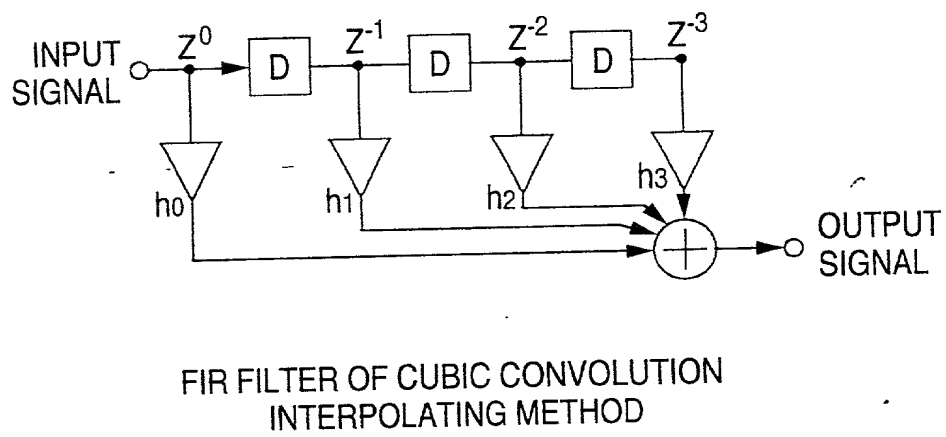 INPUT
SIGNAL
Z⁰
D
Z⁻¹
D
Z⁻²
D
Z⁻³
h0
h1
h2
h3
OUTPUT
SIGNAL
FIR FILTER OF CUBIC CONVOLUTION
INTERPOLATING METHOD